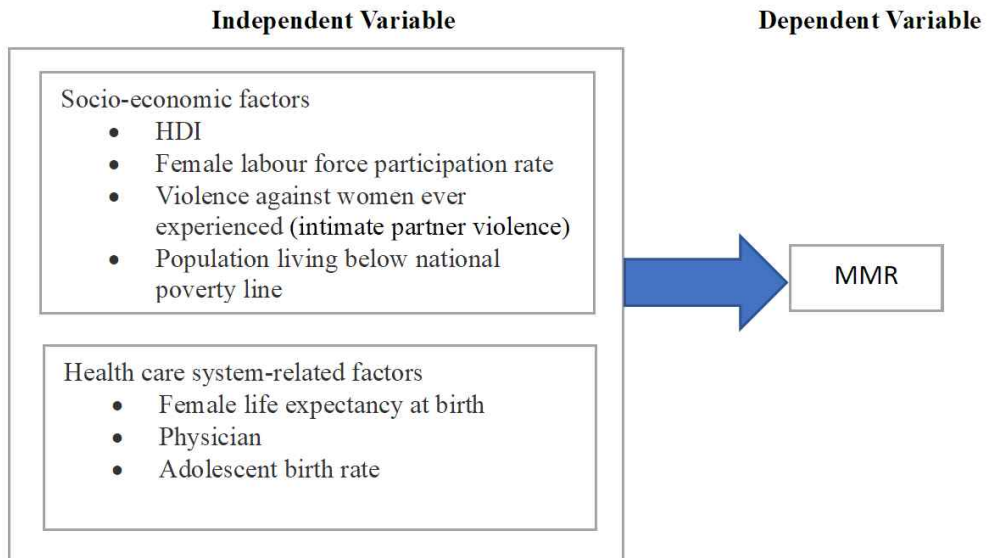 Independent Variable
Dependent Variable
Socio-economic factors
• HDI
• Female labour force participation rate
• Violence against women ever
experienced (intimate partner violence)
• Population living below national
poverty line
MMR
Health care system-related factors
• Female life expectancy at birth
• Physician
• Adolescent birth rate